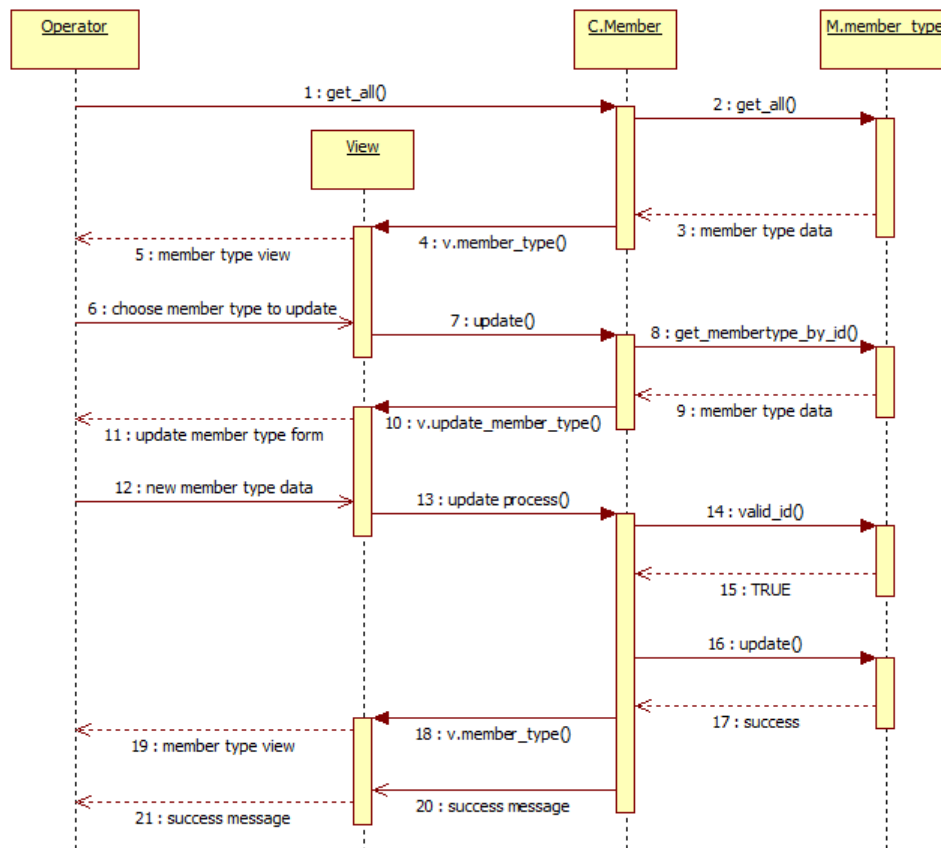 Operator
C.Member
M.member_type
1 : get_all()
2 : get_all()
View
3 : member type data
4 : v.member_type()
5 : member type view
6 : choose member type to update
7 : update()
8 : get_membertype_by_id()
9 : member type data
10 : v.update_member_type()
11 : update member type form
12 : new member type data
13 : update process()
14 : valid_id()
15 : TRUE
16 : update()
17 : success
18 : v.member_type()
19 : member type view
20 : success message
21 : success message